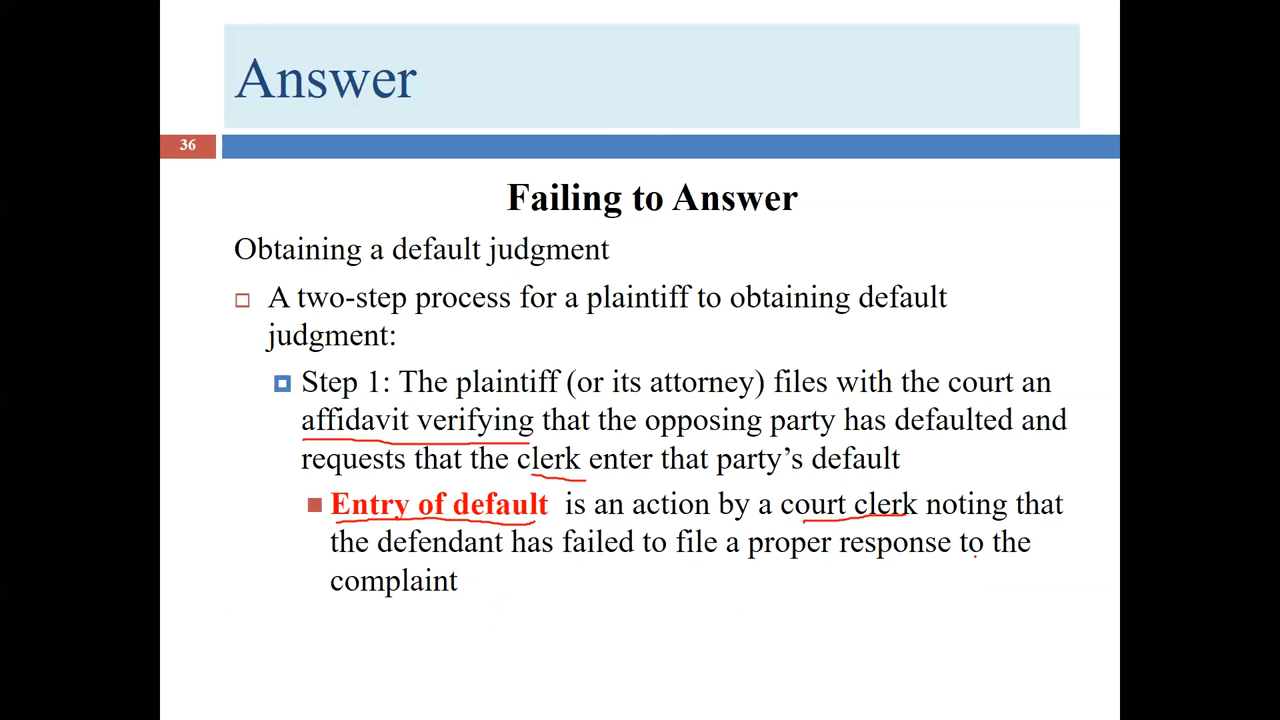 Answer
36
Failing to Answer
Obtaining a default judgment
A two-step process for a plaintiff to obtaining default
judgment:
Step 1: The plaintiff (or its attorney) files with the court an
affidavit verifying that the opposing party has defaulted and
requests that the clerk enter that party’s default
Entry of default is an action by a court clerk noting that
the defendant has failed to file a proper response to the
complaint